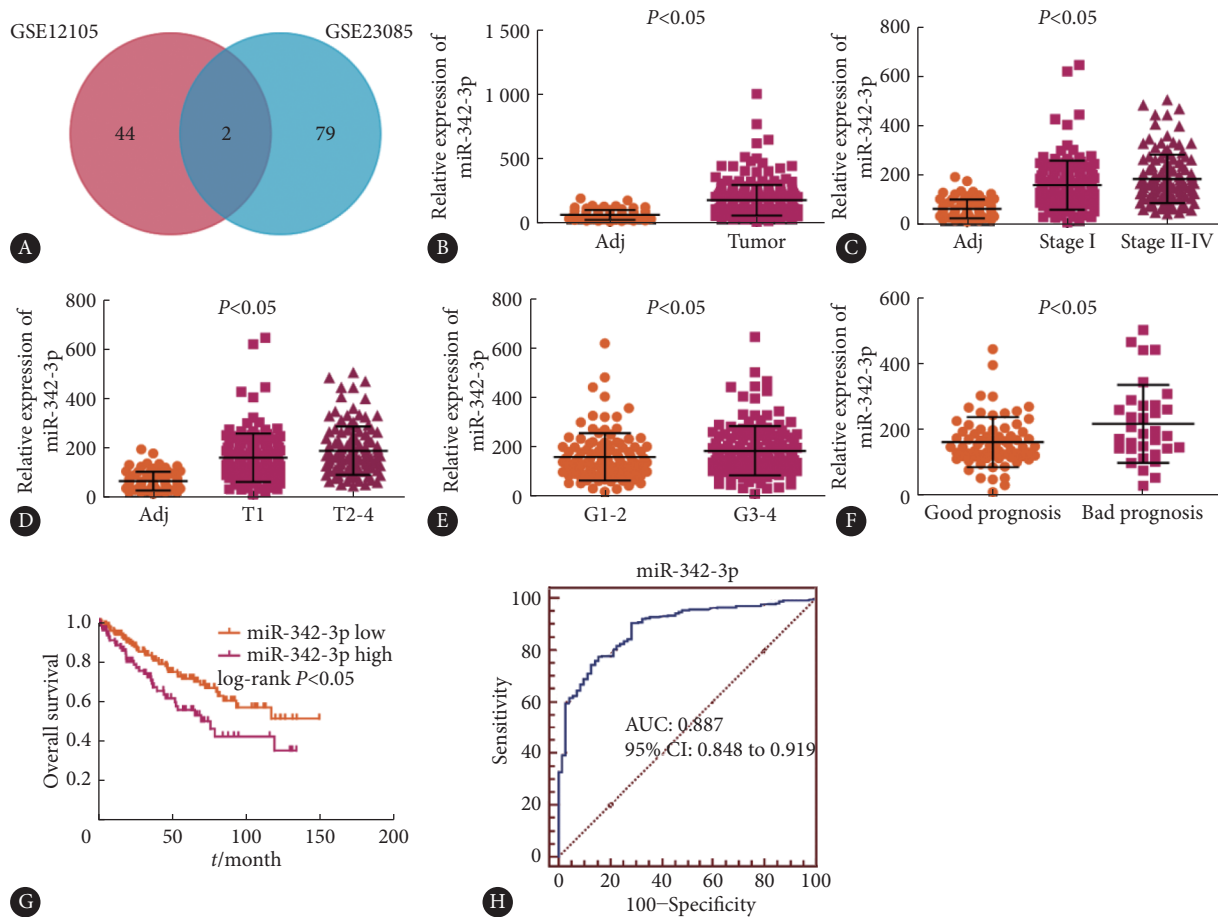 GSE12105
GSE23085
44
2
79
A
P<0.05
Relative expression of
miR-342-3p
1 500
1 000
500
0
Adj
Tumor
B
P<0.05
Relative expression of
miR-342-3p
800
600
400
200
0
Adj
Stage I
Stage II-IV
C
P<0.05
Relative expression of
miR-342-3p
800
600
400
200
0
Adj
T1
T2-4
D
P<0.05
Relative expression of
miR-342-3p
800
600
400
200
0
G1-2
G3-4
E
P<0.05
Relative expression of
miR-342-3p
600
400
200
0
Good prognosis
Bad prognosis
F
Overall survival
1.0
0.8
0.6
0.4
0.2
0
50
100
150
200
t/month
miR-342-3p low
miR-342-3p high
log-rank P<0.05
G
miR-342-3p
Sensitivity
100
80
60
40
20
0
AUC: 0.887
95% CI: 0.848 to 0.919
0
20
40
60
80
100
100−Specificity
H